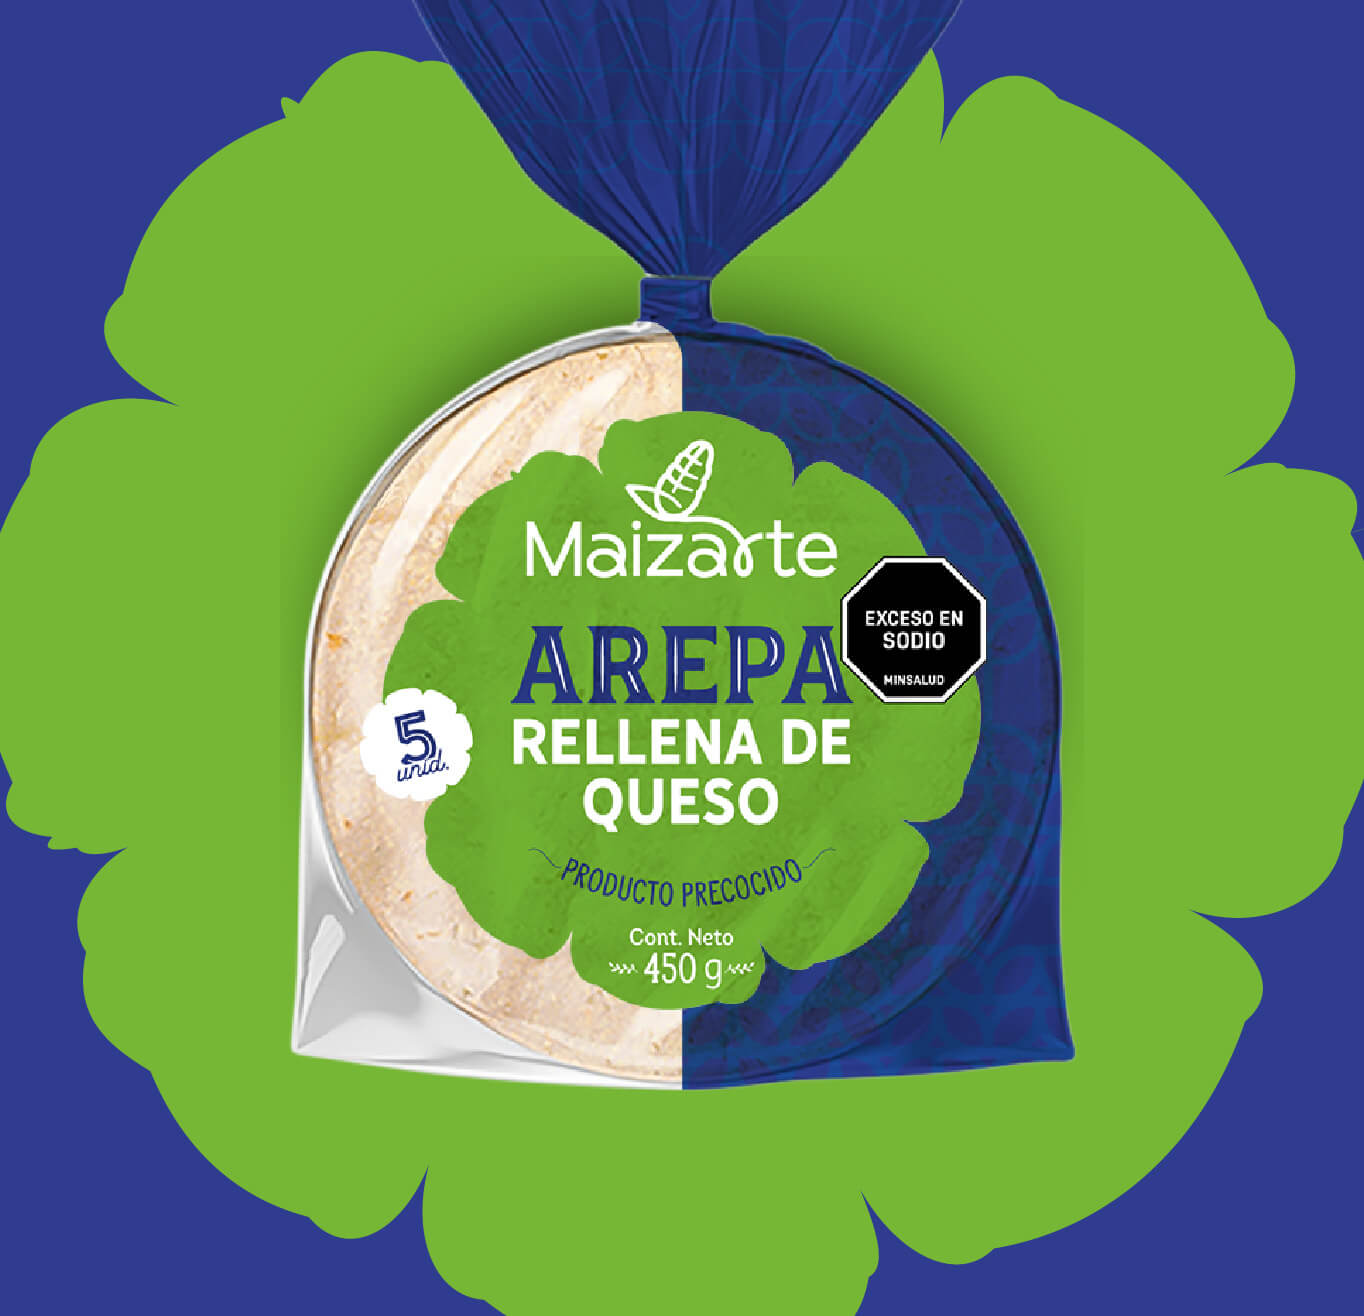 Maizarte
AREPA
RELLENA DE
QUESO
PRODUCTO PRECOCIDO
Cont. Neto
450 g
5
unid.
EXCESO EN
SODIO
MINSALUD